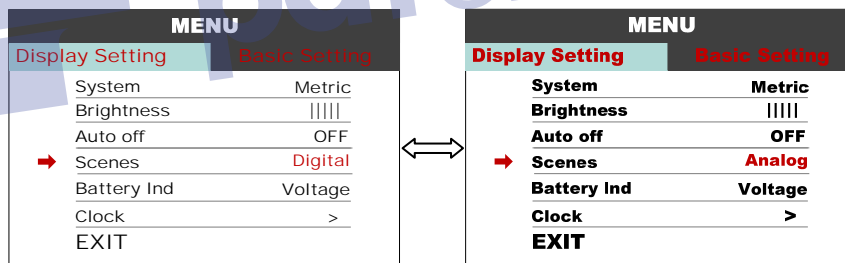 MENU
Display Setting Basic Setting
System Metric
Brightness |||||
Auto off OFF
Scenes Digital
Battery Ind Voltage
Clock >
EXIT
MENU
Display Setting Basic Setting
System Metric
Brightness |||||
Auto off OFF
Scenes Analog
Battery Ind Voltage
Clock >
EXIT